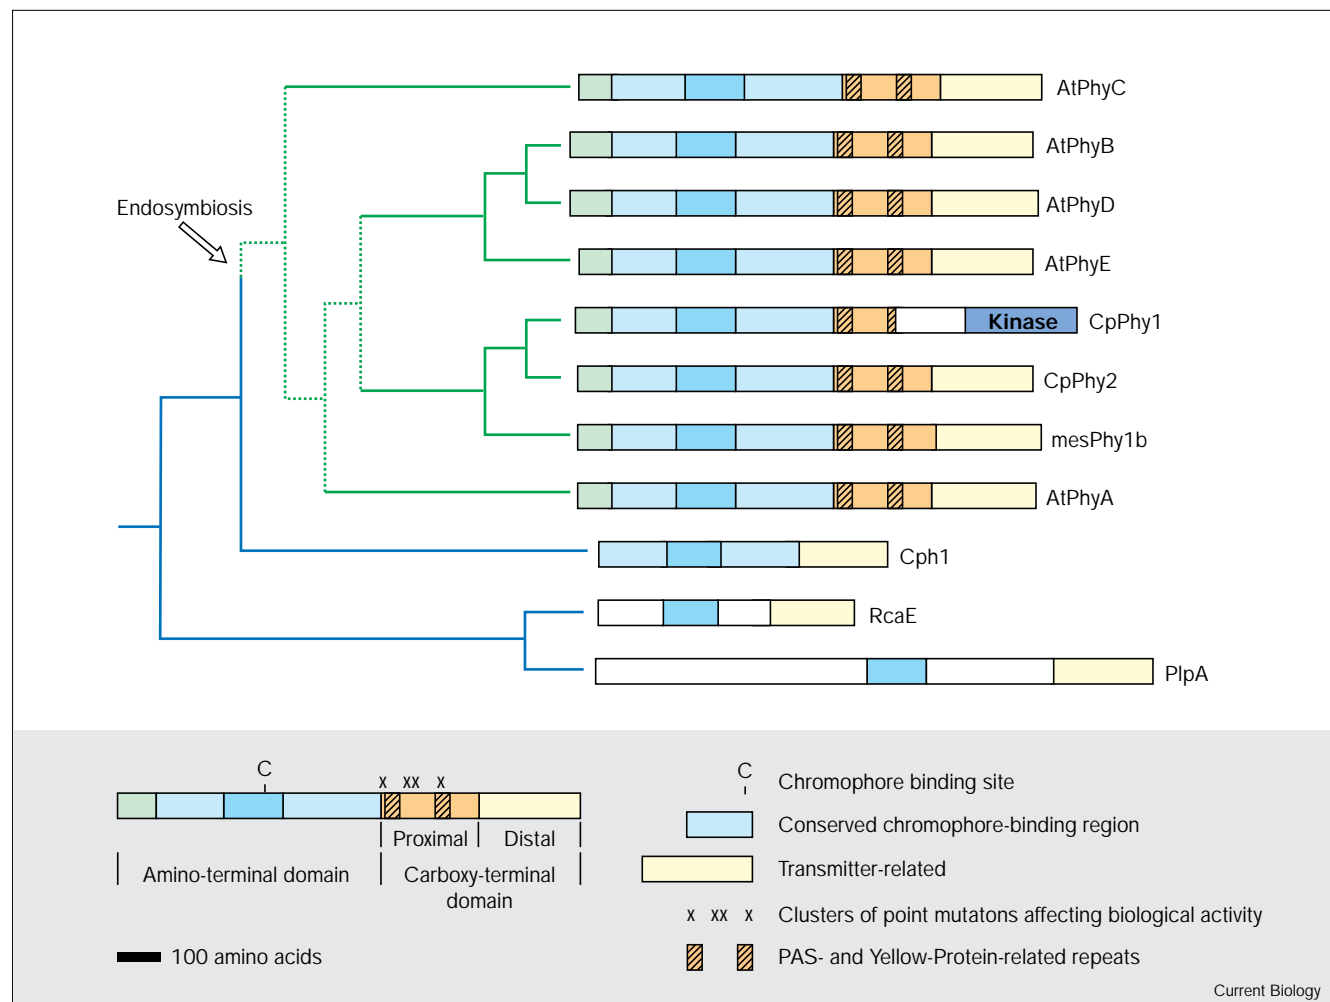 AtPhyC
AtPhyB
AtPhyD
Endosymbiosis
AtPhyE
Kinase
CpPhy1
CpPhy2
mesPhy1b
AtPhyA
Cph1
RcaE
PlpA
C
x xx x
Proximal
Distal
Amino-terminal domain
Carboxy-terminal
domain
100 amino acids
C
Chromophore binding site
Conserved chromophore-binding region
Transmitter-related
x xx x
Clusters of point mutatons affecting biological activity
PAS- and Yellow-Protein-related repeats
Current Biology